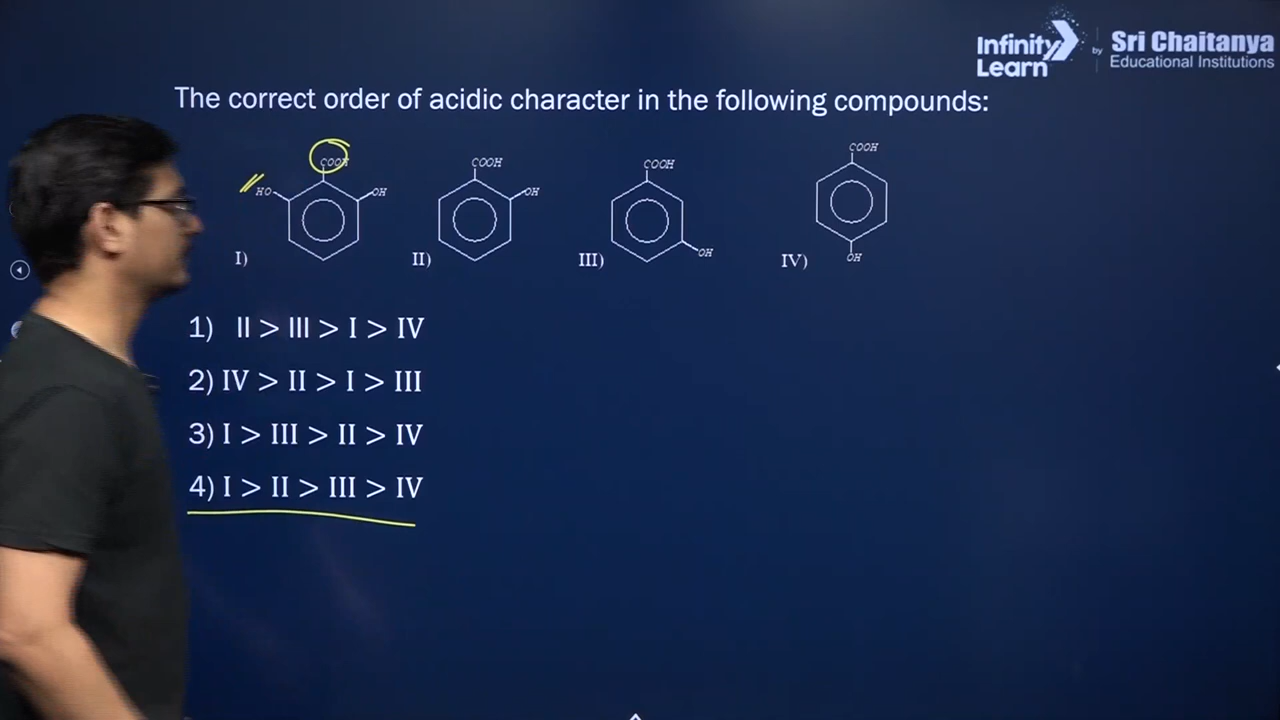 Infinity Learn
by
Sri Chaitanya
Educational Institutions
The correct order of acidic character in the following compounds:
COOH
HO
OH
I)
COOH
OH
II)
COOH
OH
III)
COOH
OH
IV)
1) II > III > I > IV
2) IV > II > I > III
3) I > III > II > IV
4) I > II > III > IV